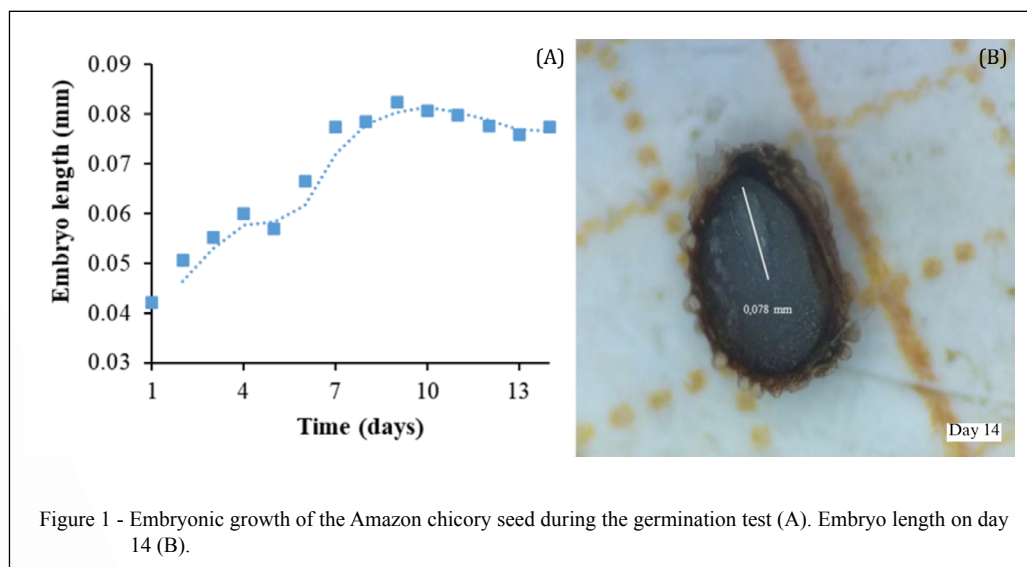 (A)
0.09
0.08
0.07
0.06
0.05
0.04
0.03
Embryo length (mm)
1 4 7 10 13
Time (days)
(B)
0,078 mm
Day 14
Figure 1 - Embryonic growth of the Amazon chicory seed during the germination test (A). Embryo length on day
14 (B).